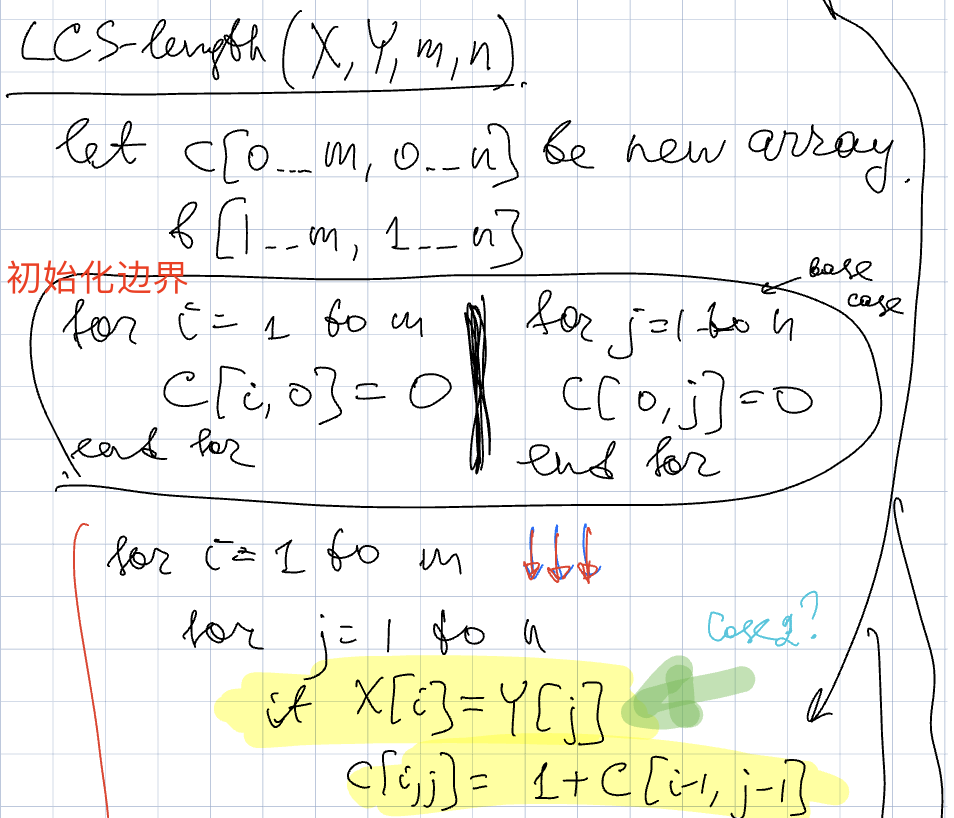 LCS-length (X, Y, m, n).
let C[0...m, 0...n] be new array.
b [1...m, 1...n]
初始化边界
base case
for i = 1 to m
C[i, 0] = 0
end for
for j = 1 to n
C[0, j] = 0
end for
for i = 1 to m
for j = 1 to n
Case 2?
if X[i] = Y[j]
C[i,j] = 1 + C[i-1, j-1]